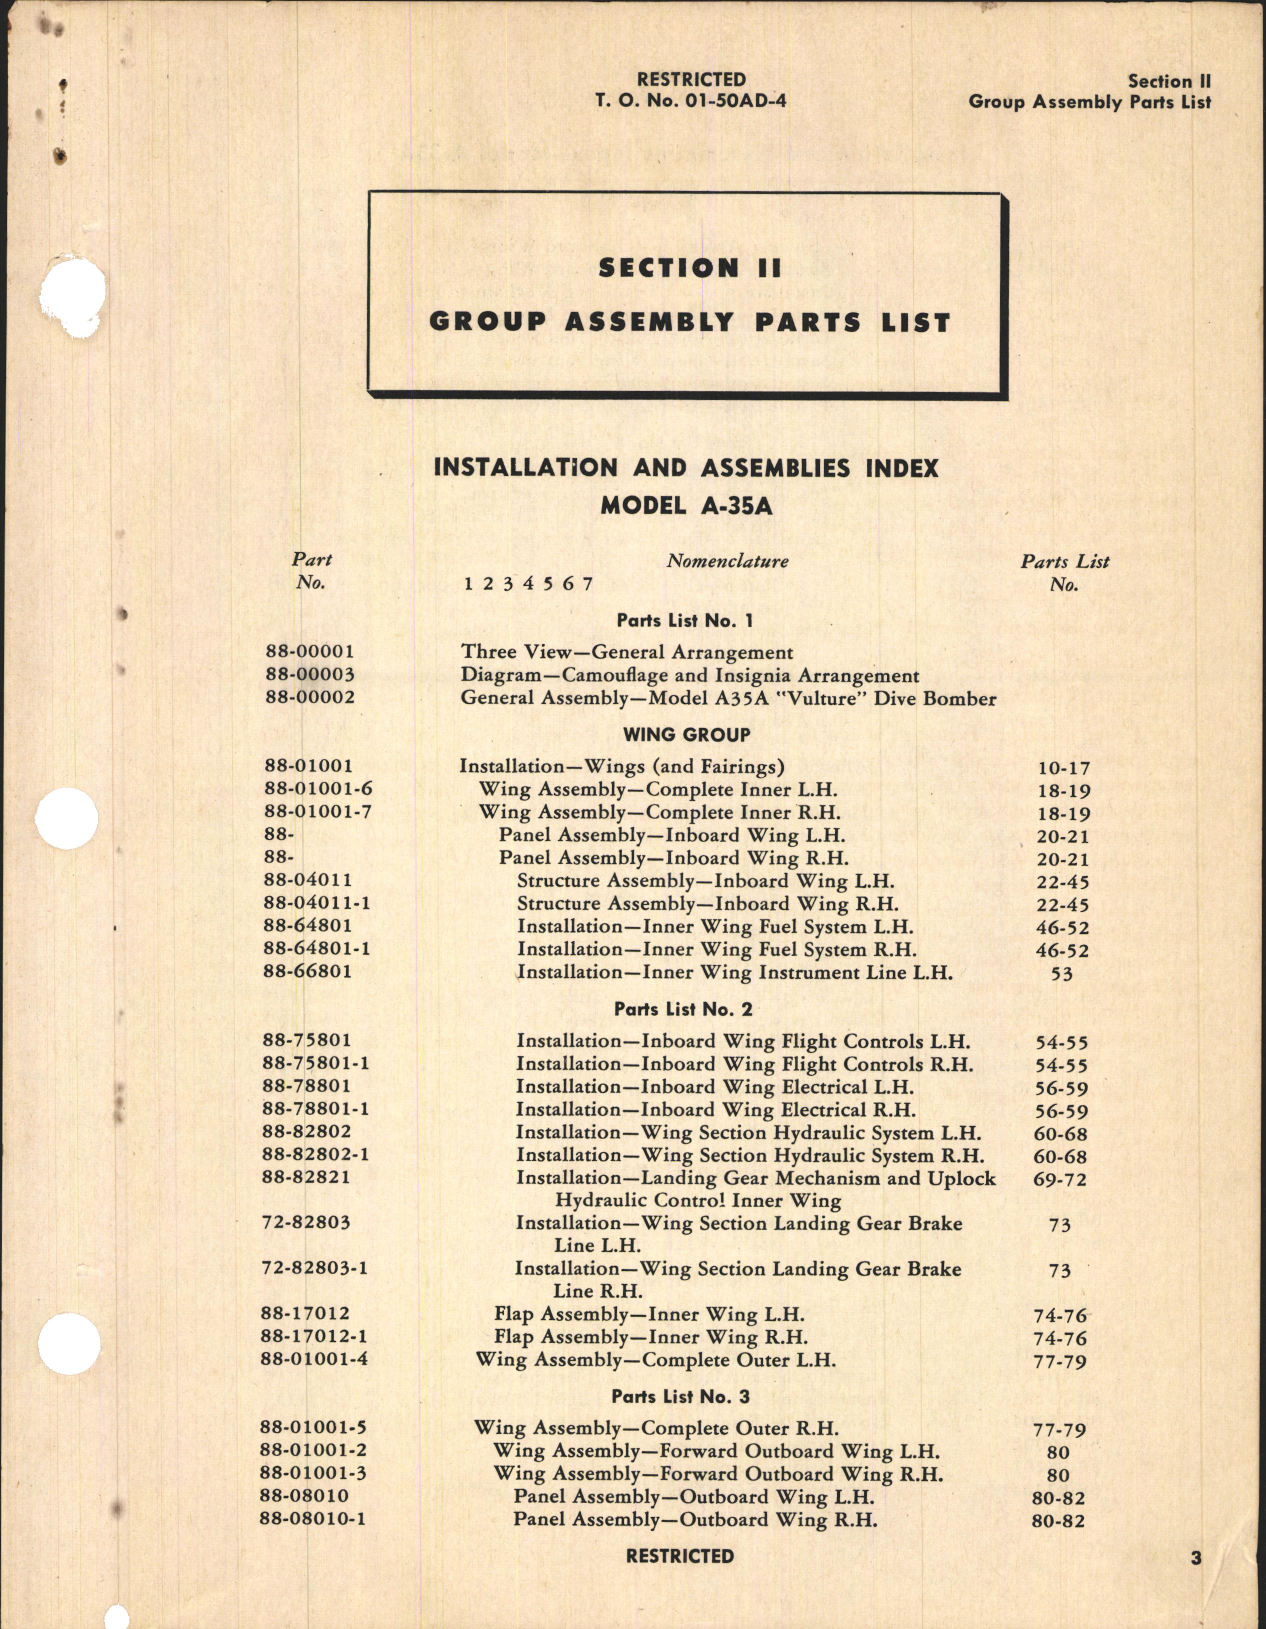 RESTRICTED
T. O. No. 01-50AD-4
Section II
Group Assembly Parts List
SECTION II
GROUP ASSEMBLY PARTS LIST
INSTALLATION AND ASSEMBLIES INDEX
MODEL A-35A
Part No. Nomenclature Parts List No.
1 2 3 4 5 6 7
Parts List No. 1
88-00001 Three View—General Arrangement
88-00003 Diagram—Camouflage and Insignia Arrangement
88-00002 General Assembly—Model A35A "Vulture" Dive Bomber
WING GROUP
88-01001 Installation—Wings (and Fairings) 10-17
88-01001-6 Wing Assembly—Complete Inner L.H. 18-19
88-01001-7 Wing Assembly—Complete Inner R.H. 18-19
88- Panel Assembly—Inboard Wing L.H. 20-21
88- Panel Assembly—Inboard Wing R.H. 20-21
88-04011 Structure Assembly—Inboard Wing L.H. 22-45
88-04011-1 Structure Assembly—Inboard Wing R.H. 22-45
88-64801 Installation—Inner Wing Fuel System L.H. 46-52
88-64801-1 Installation—Inner Wing Fuel System R.H. 46-52
88-66801 Installation—Inner Wing Instrument Line L.H. 53
Parts List No. 2
88-75801 Installation—Inboard Wing Flight Controls L.H. 54-55
88-75801-1 Installation—Inboard Wing Flight Controls R.H. 54-55
88-78801 Installation—Inboard Wing Electrical L.H. 56-59
88-78801-1 Installation—Inboard Wing Electrical R.H. 56-59
88-82802 Installation—Wing Section Hydraulic System L.H. 60-68
88-82802-1 Installation—Wing Section Hydraulic System R.H. 60-68
88-82821 Installation—Landing Gear Mechanism and Uplock 69-72
Hydraulic Control Inner Wing
72-82803 Installation—Wing Section Landing Gear Brake 73
Line L.H.
72-82803-1 Installation—Wing Section Landing Gear Brake 73
Line R.H.
88-17012 Flap Assembly—Inner Wing L.H. 74-76
88-17012-1 Flap Assembly—Inner Wing R.H. 74-76
88-01001-4 Wing Assembly—Complete Outer L.H. 77-79
Parts List No. 3
88-01001-5 Wing Assembly—Complete Outer R.H. 77-79
88-01001-2 Wing Assembly—Forward Outboard Wing L.H. 80
88-01001-3 Wing Assembly—Forward Outboard Wing R.H. 80
88-08010 Panel Assembly—Outboard Wing L.H. 80-82
88-08010-1 Panel Assembly—Outboard Wing R.H. 80-82
RESTRICTED
3